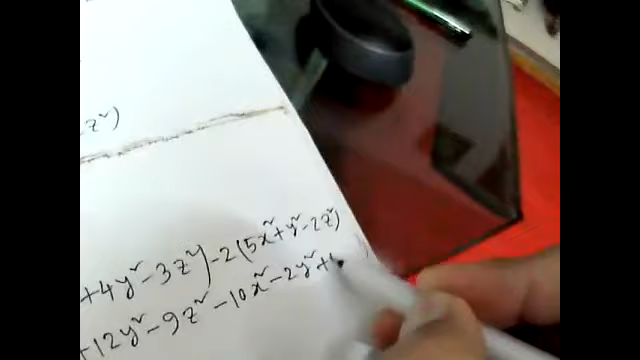 z²)
+4y² - 3z²) - 2(5x²+y² - 2z²)
+12y² - 9z² - 10x² - 2y² +